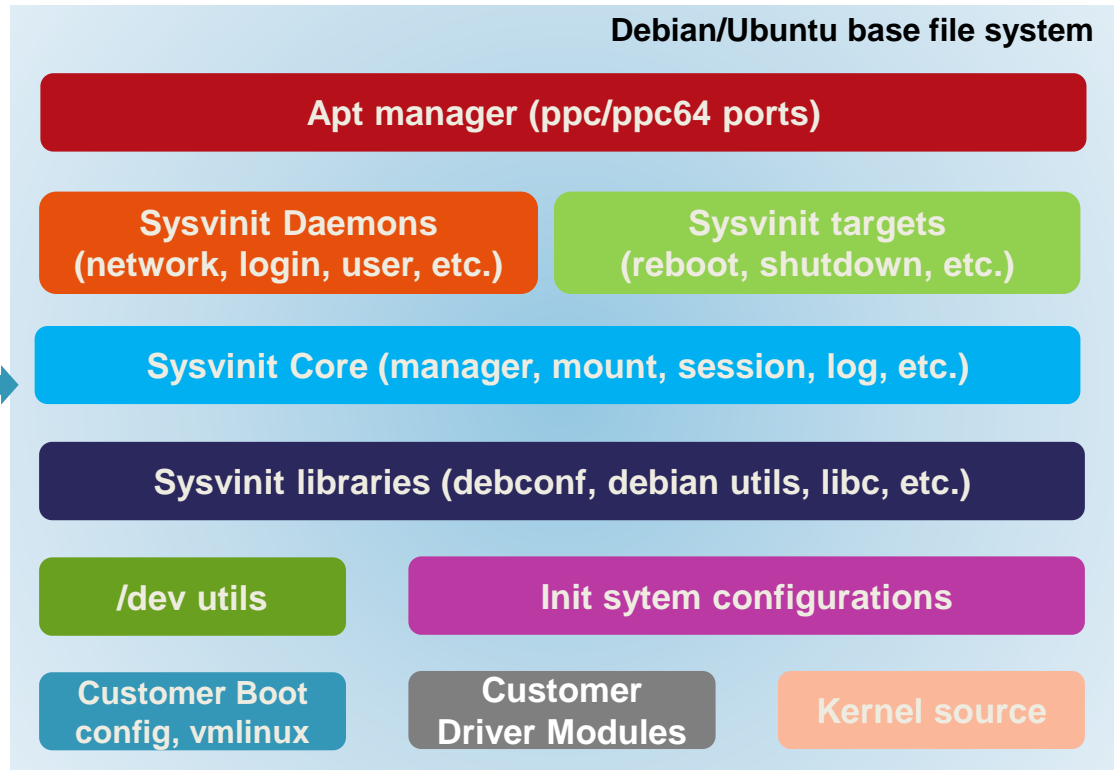 Debian/Ubuntu base file system
Apt manager (ppc/ppc64 ports)
Sysvinit Daemons
(network, login, user, etc.)
Sysvinit targets
(reboot, shutdown, etc.)
Sysvinit Core (manager, mount, session, log, etc.)
Sysvinit libraries (debconf, debian utils, libc, etc.)
/dev utils
Init sytem configurations
Customer Boot
config, vmlinux
Customer
Driver Modules
Kernel source